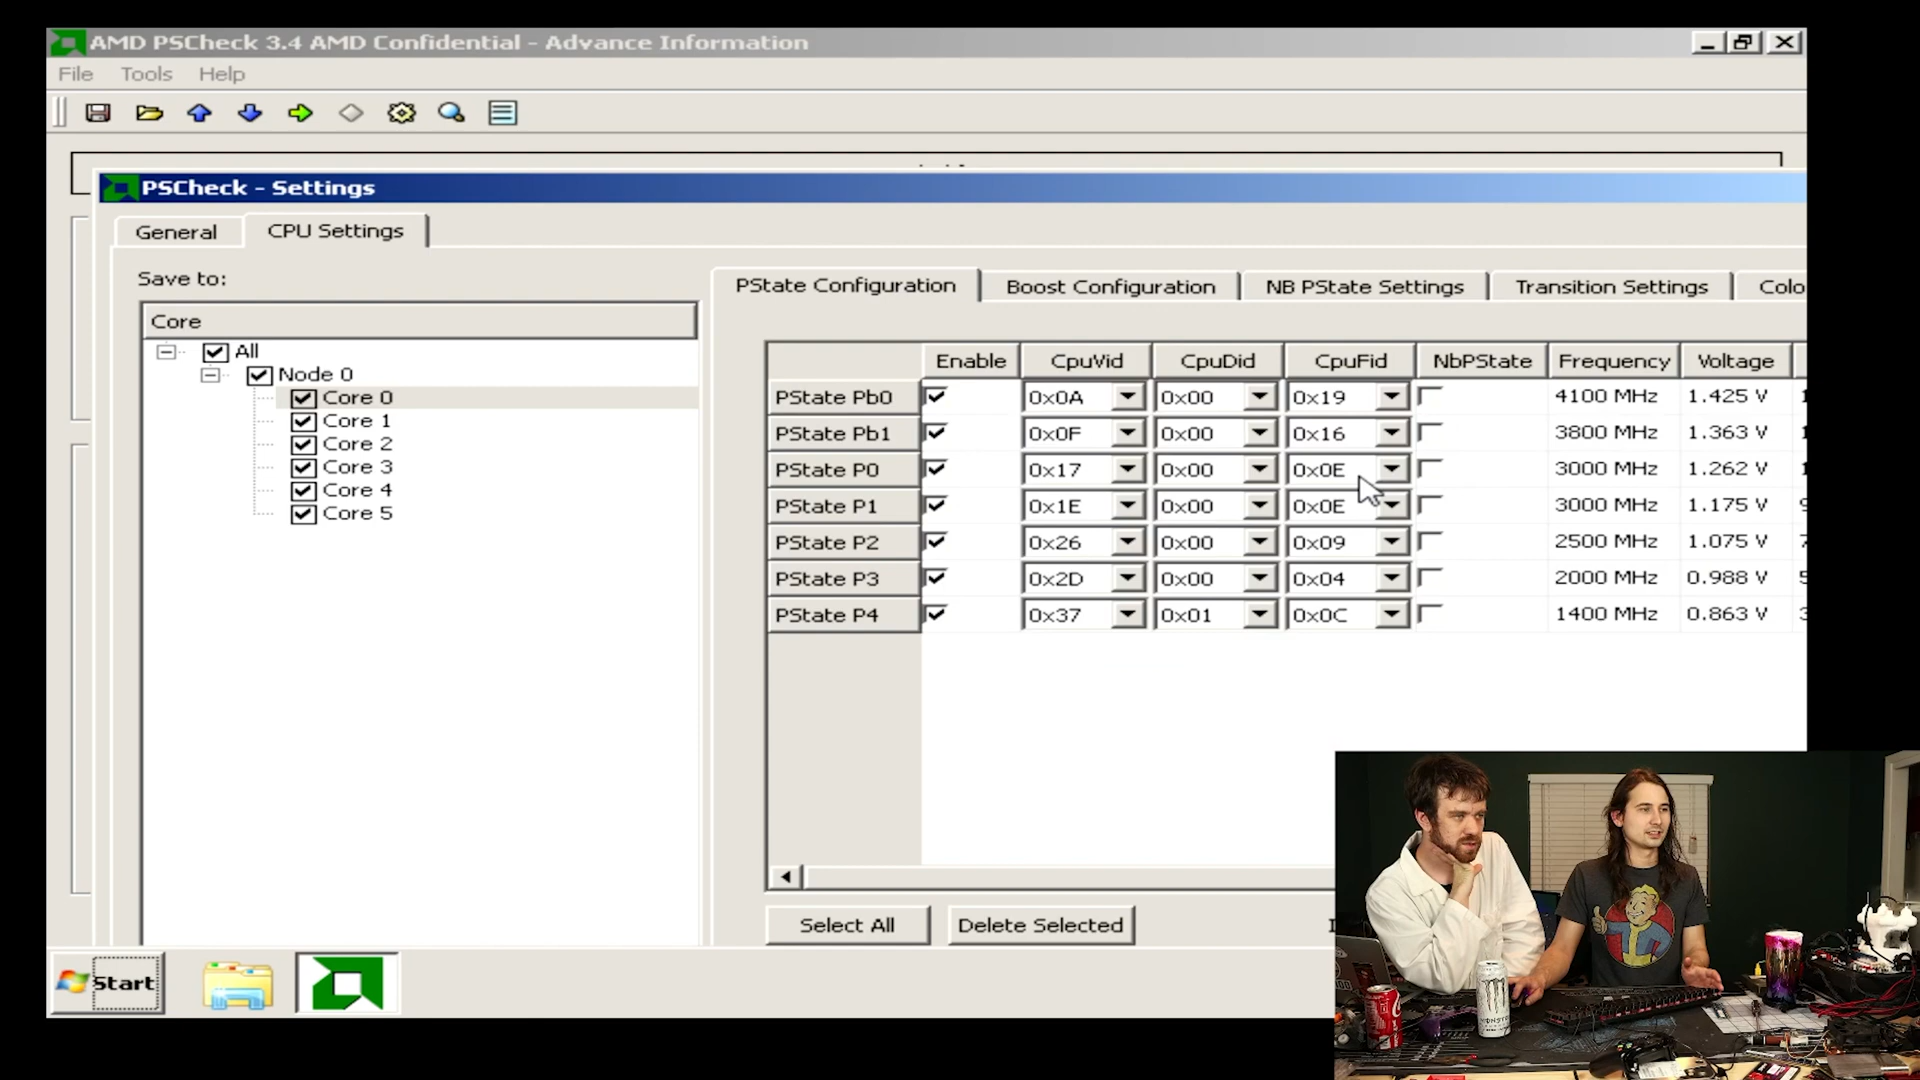 AMD PSCheck 3.4 AMD Confidential - Advance Information
File Tools Help
PSCheck - Settings
General CPU Settings
Save to:
PState Configuration Boost Configuration NB PState Settings Transition Settings Colo
Core
All
Node 0
Core 0
Core 1
Core 2
Core 3
Core 4
Core 5
Enable CpuVid CpuDid CpuFid NbPState Frequency Voltage
PState Pb0 0x0A 0x00 0x19 4100 MHz 1.425 V
PState Pb1 0x0F 0x00 0x16 3800 MHz 1.363 V
PState P0 0x17 0x00 0x0E 3000 MHz 1.262 V
PState P1 0x1E 0x00 0x0E 3000 MHz 1.175 V
PState P2 0x26 0x00 0x09 2500 MHz 1.075 V
PState P3 0x2D 0x00 0x04 2000 MHz 0.988 V
PState P4 0x37 0x01 0x0C 1400 MHz 0.863 V
Select All Delete Selected
Start